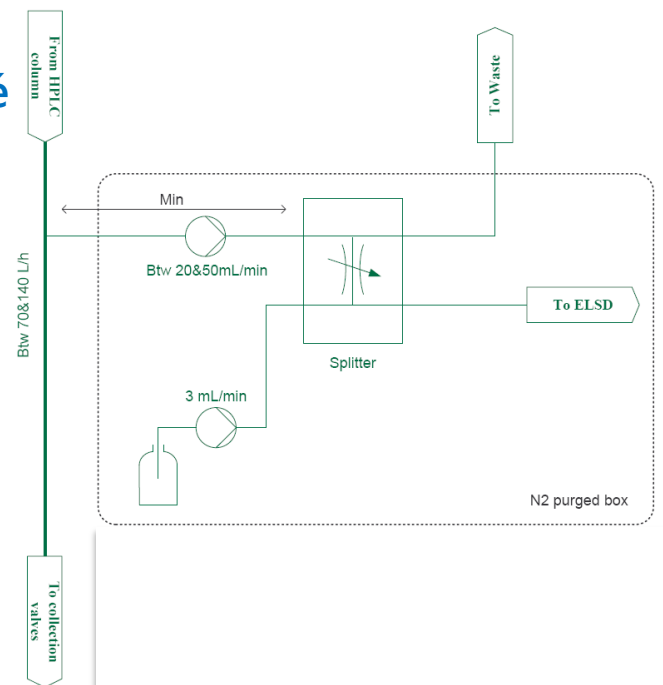 From HPLC
column
é
To Waste
Min
Btw 20&50mL/min
Btw 70&140 L/h
To ELSD
Splitter
3 mL/min
N2 purged box
To collection
valves